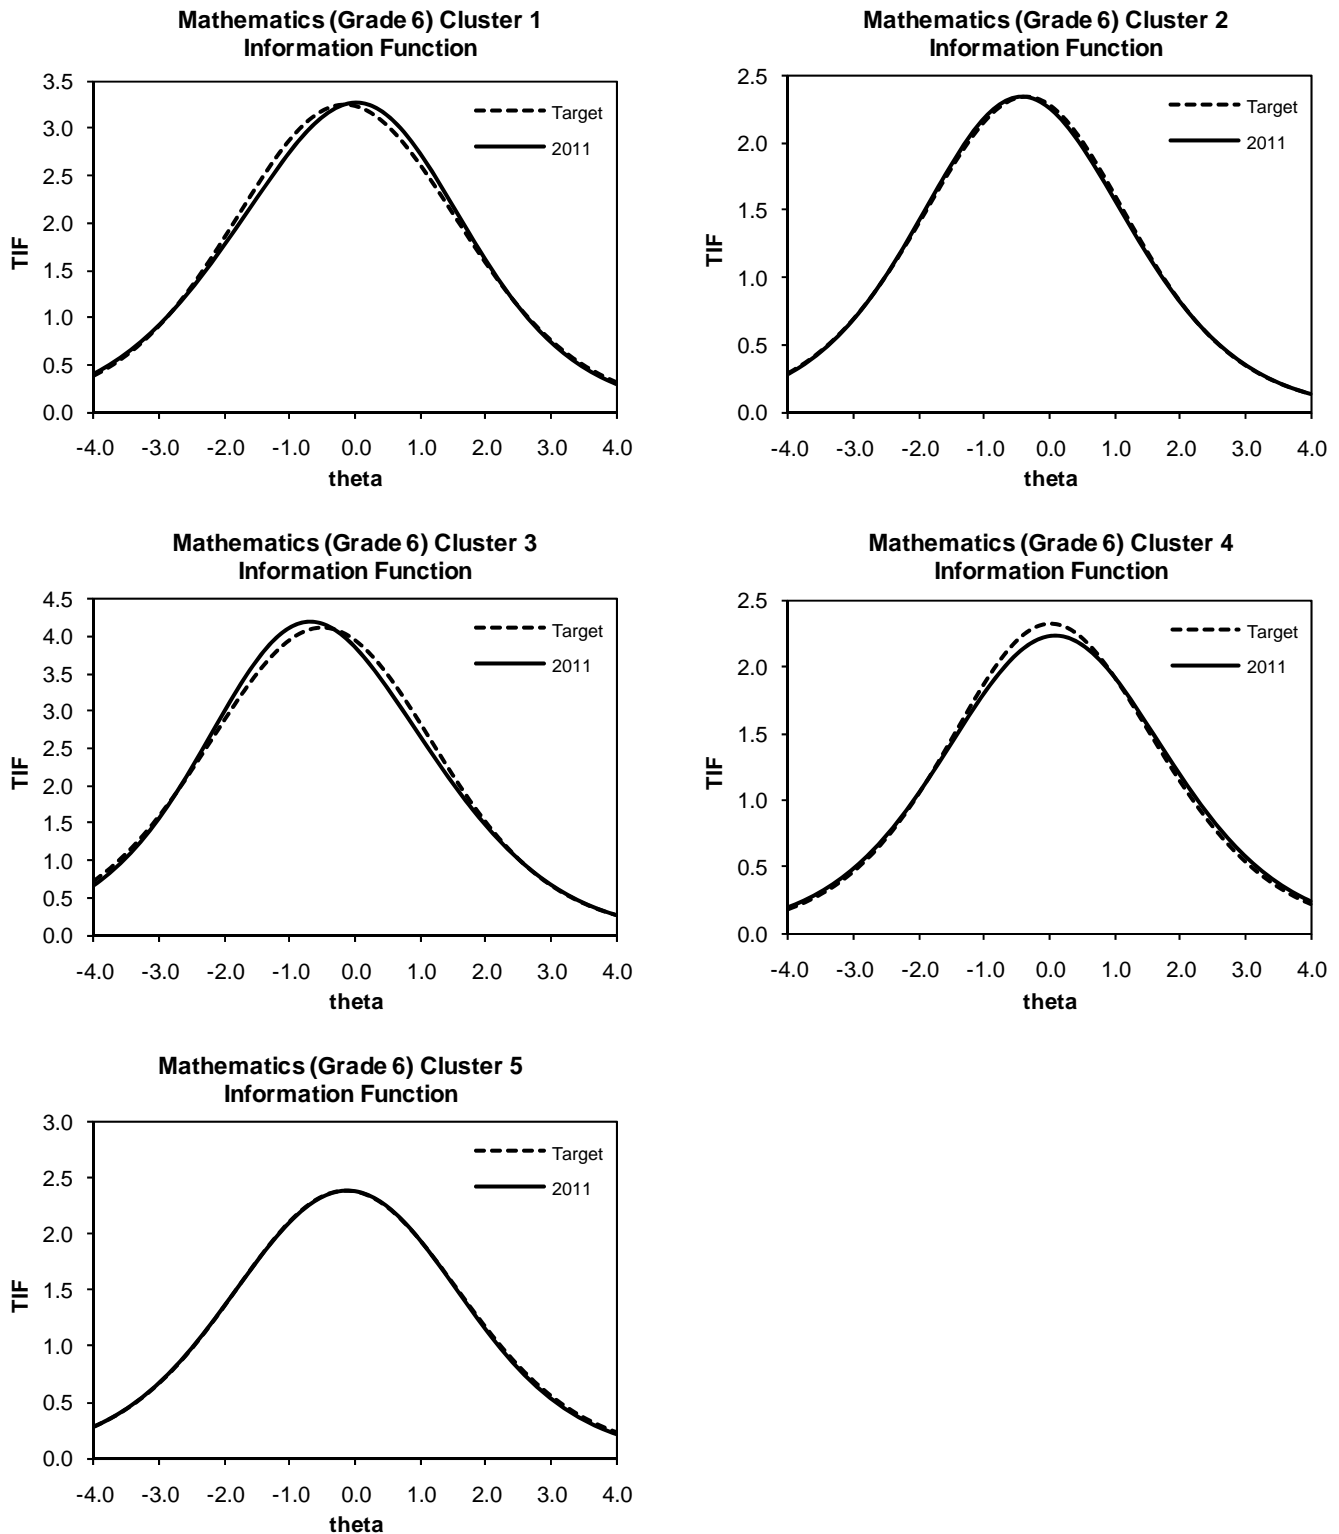 Mathematics (Grade 6) Cluster 1
Information Function
3.5
3.0
2.5
2.0
1.5
1.0
0.5
0.0
TIF
-4.0 -3.0 -2.0 -1.0 0.0 1.0 2.0 3.0 4.0
theta
Target
2011
Mathematics (Grade 6) Cluster 2
Information Function
2.5
2.0
1.5
1.0
0.5
0.0
TIF
-4.0 -3.0 -2.0 -1.0 0.0 1.0 2.0 3.0 4.0
theta
Target
2011
Mathematics (Grade 6) Cluster 3
Information Function
4.5
4.0
3.5
3.0
2.5
2.0
1.5
1.0
0.5
0.0
TIF
-4.0 -3.0 -2.0 -1.0 0.0 1.0 2.0 3.0 4.0
theta
Target
2011
Mathematics (Grade 6) Cluster 4
Information Function
2.5
2.0
1.5
1.0
0.5
0.0
TIF
-4.0 -3.0 -2.0 -1.0 0.0 1.0 2.0 3.0 4.0
theta
Target
2011
Mathematics (Grade 6) Cluster 5
Information Function
3.0
2.5
2.0
1.5
1.0
0.5
0.0
TIF
-4.0 -3.0 -2.0 -1.0 0.0 1.0 2.0 3.0 4.0
theta
Target
2011